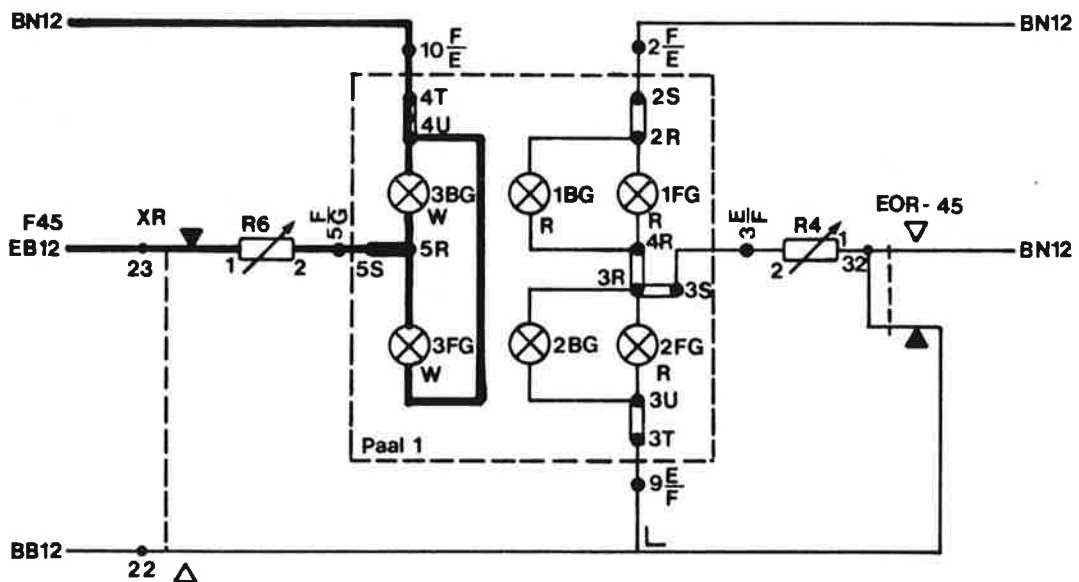 BN12
BN12
10 F/E
2 F/E
4T
2S
4U
2R
3BG
1BG
1FG
W
R
R
F45
XR
R6
5 F/G
EB12
23
1
2
5S
5R
4R
3R
3S
3 E/F
R4
EOR-45
2
1
32
BN12
3FG
2BG
2FG
W
R
3U
Paal 1
3T
9 E/F
BB12
22